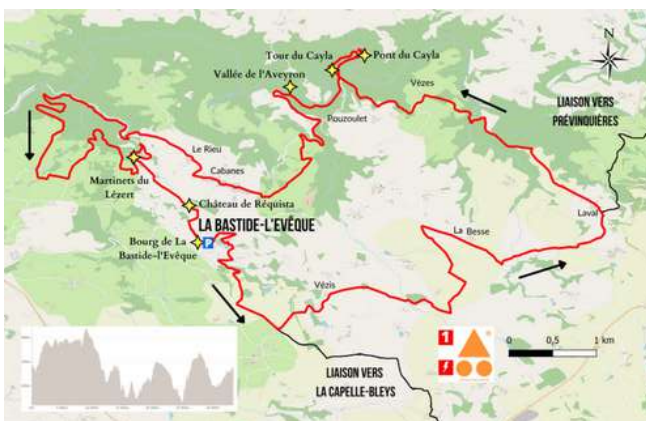 Tour du Cayla
Pont du Cayla
Vallée de l'Aveyron
N
Vèzes
LIAISON VERS
PRÉVINQUIÈRES
Pouzoulet
Le Rieu
Cabanes
Martinets du
Lézert
Château de Réquista
LA BASTIDE-L'EVÊQUE
Laval
La
Besse
Bourg de La
Bastide-l'Evêque
P
Vézis
1
0 0,5 1 km
LIAISON VERS
LA CAPELLE-BLEYS